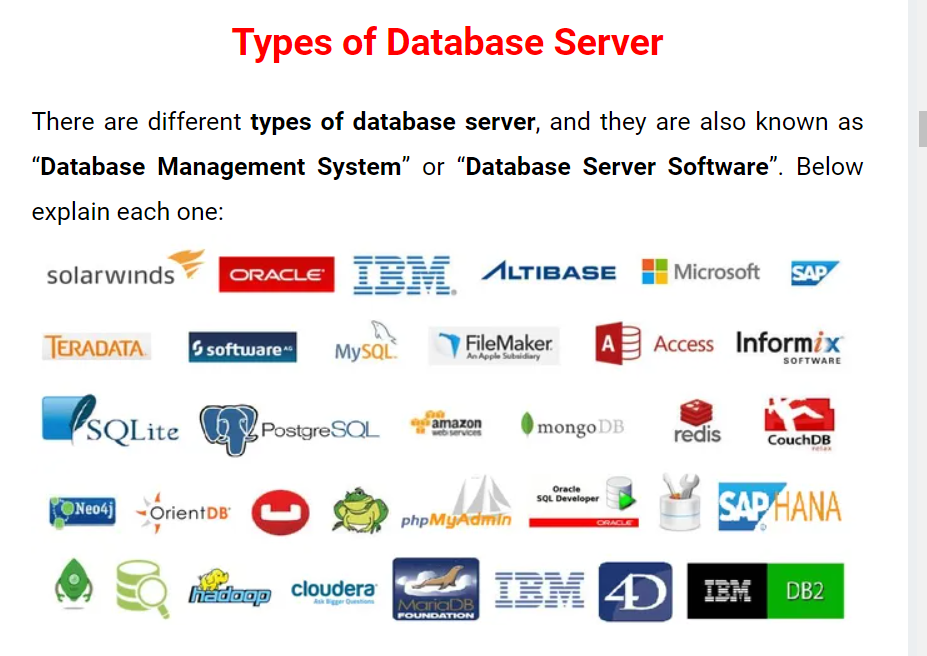 Types of Database Server
There are different types of database server, and they are also known as
“Database Management System” or “Database Server Software”. Below
explain each one:
solarwinds ORACLE IBM ALTIBASE Microsoft SAP
TERADATA software AG MySQL FileMaker An Apple Subsidiary A Access Informix SOFTWARE
SQLite PostgreSQL amazon web services mongoDB redis CouchDB relax
Neo4j OrientDB phpMyAdmin Oracle SQL Developer ORACLE SAP HANA
hadoop cloudera Ask Bigger Questions MariaDB FOUNDATION IBM 4D IBM DB2